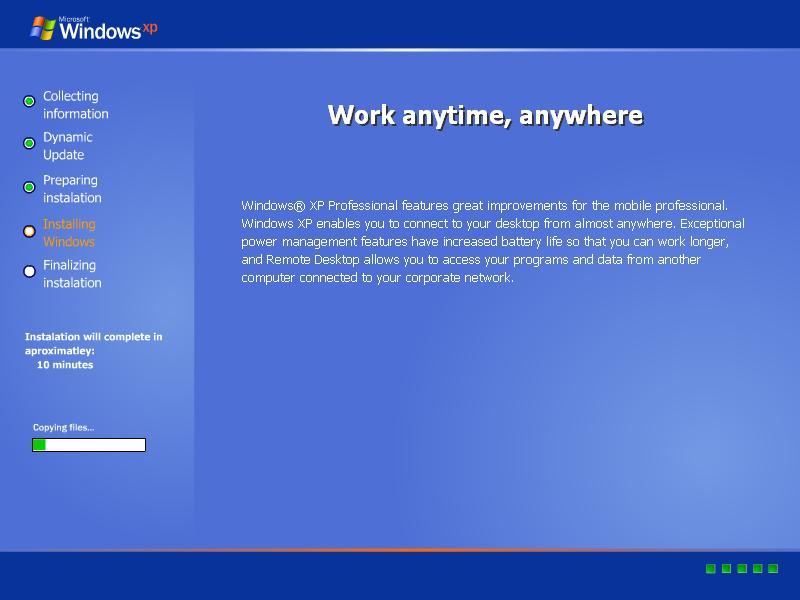 Microsoft
Windows xp
Collecting
information
Dynamic
Update
Preparing
instalation
Installing
Windows
Finalizing
instalation
Instalation will complete in
aproximatley:
10 minutes
Copying files...
Work anytime, anywhere
Windows® XP Professional features great improvements for the mobile professional.
Windows XP enables you to connect to your desktop from almost anywhere. Exceptional
power management features have increased battery life so that you can work longer,
and Remote Desktop allows you to access your programs and data from another
computer connected to your corporate network.